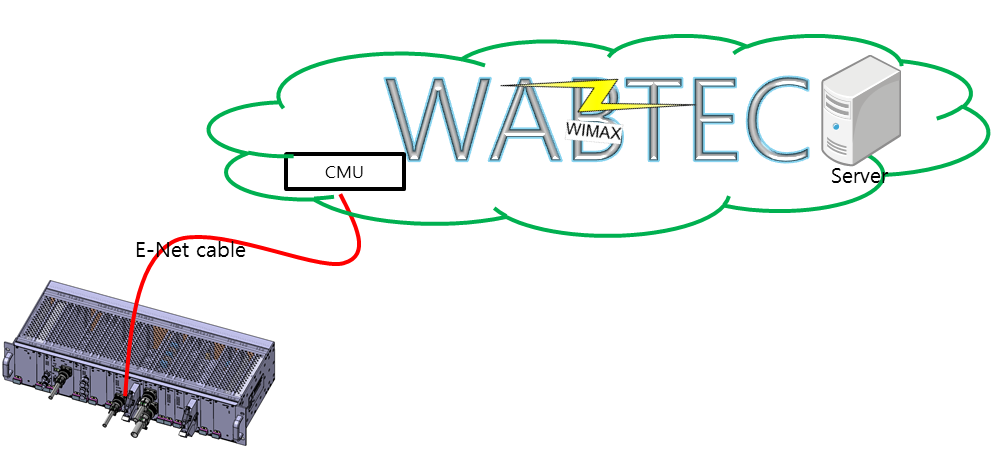 WABTEC
WIMAX
CMU
Server
E-Net cable